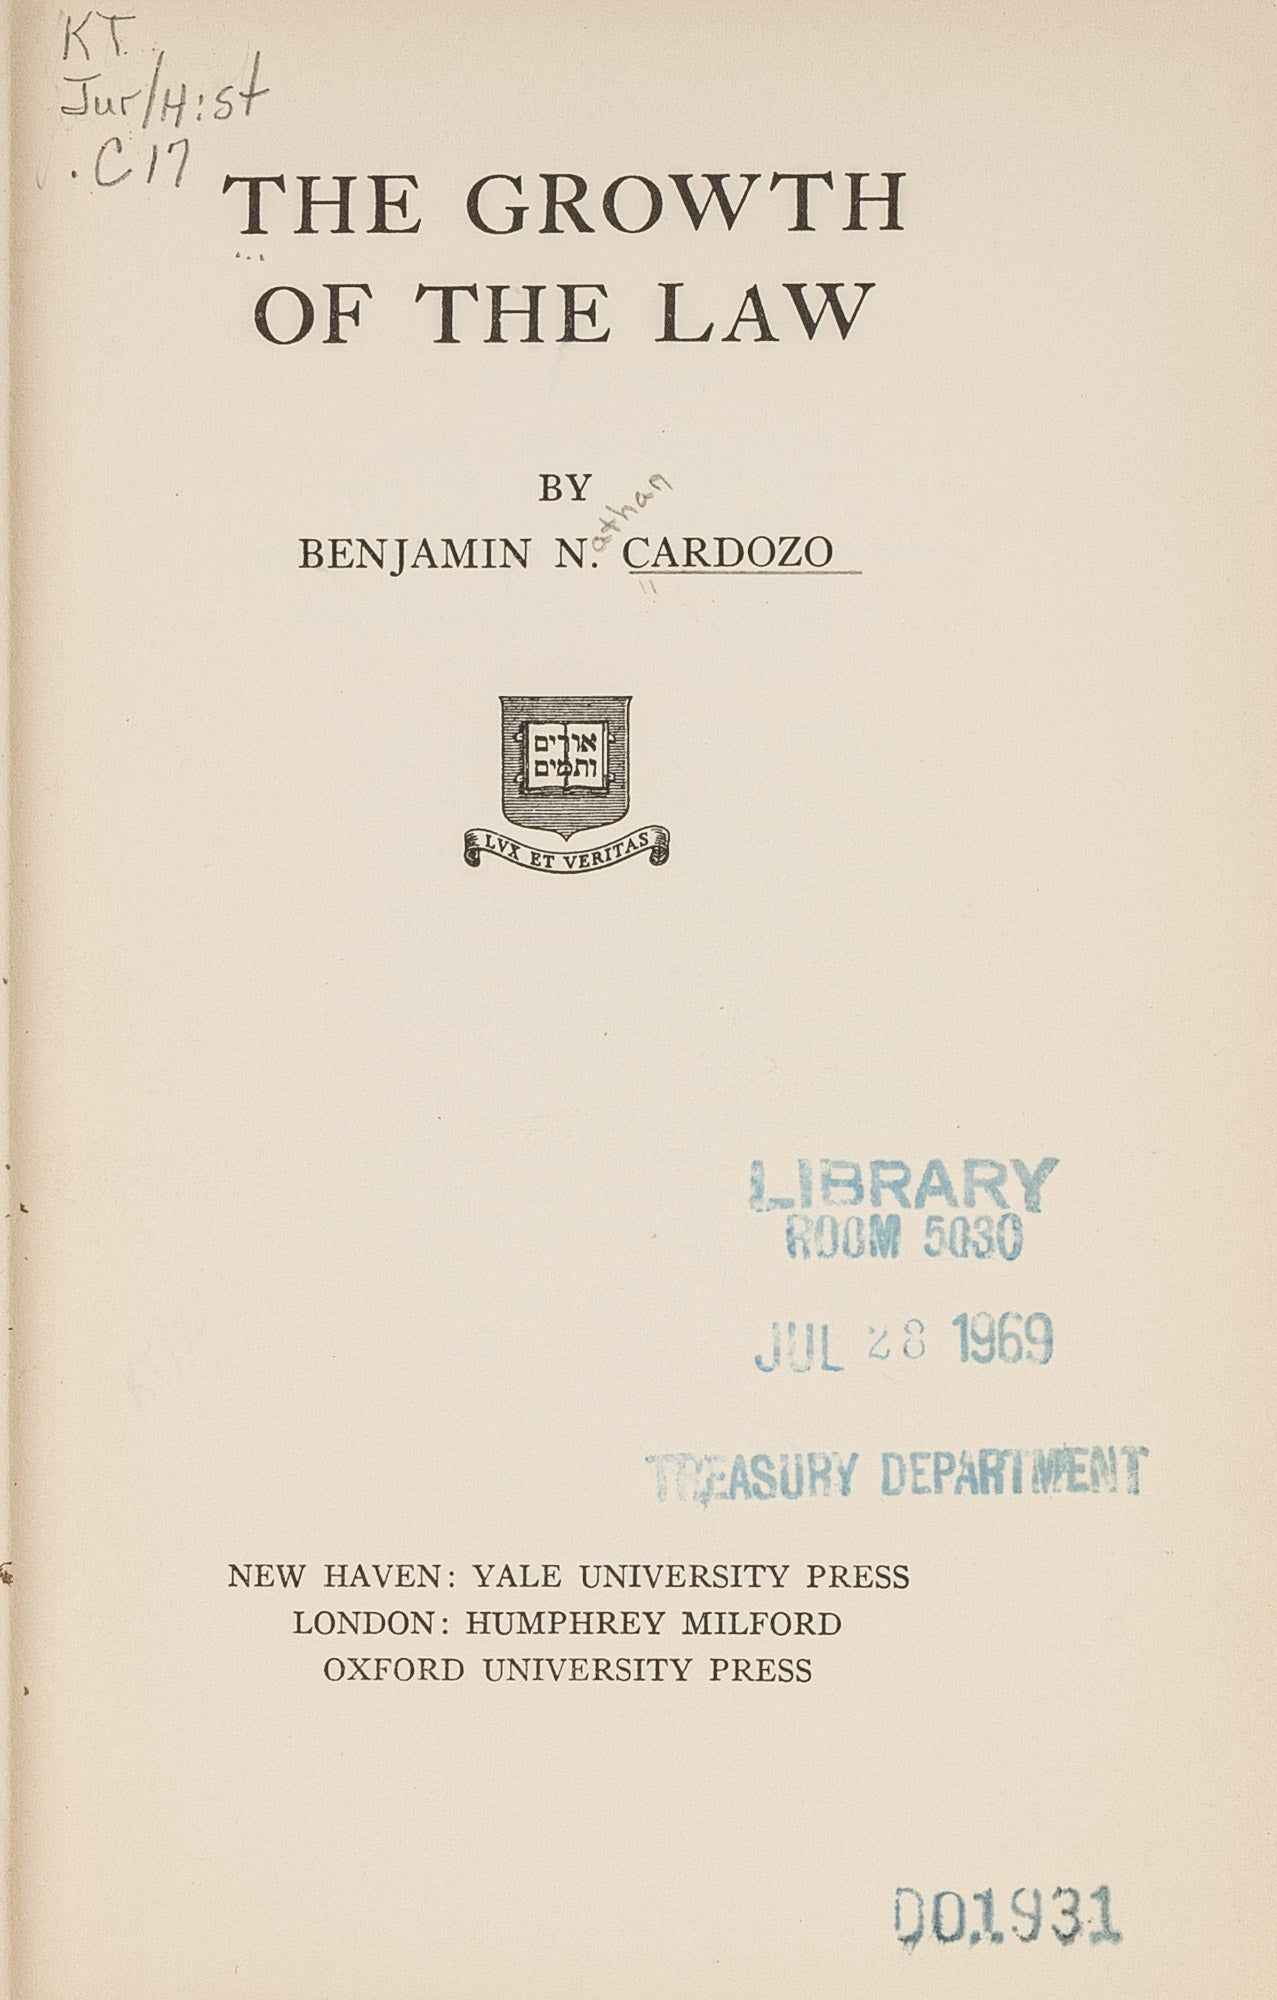 KT
Jur/Hist
.C17
THE GROWTH
OF THE LAW
BY
athan
BENJAMIN N. CARDOZO
אורים
ותמים
LVX ET VERITAS
LIBRARY
ROOM 5030
JUL 28 1969
TREASURY DEPARTMENT
NEW HAVEN: YALE UNIVERSITY PRESS
LONDON: HUMPHREY MILFORD
OXFORD UNIVERSITY PRESS
001931